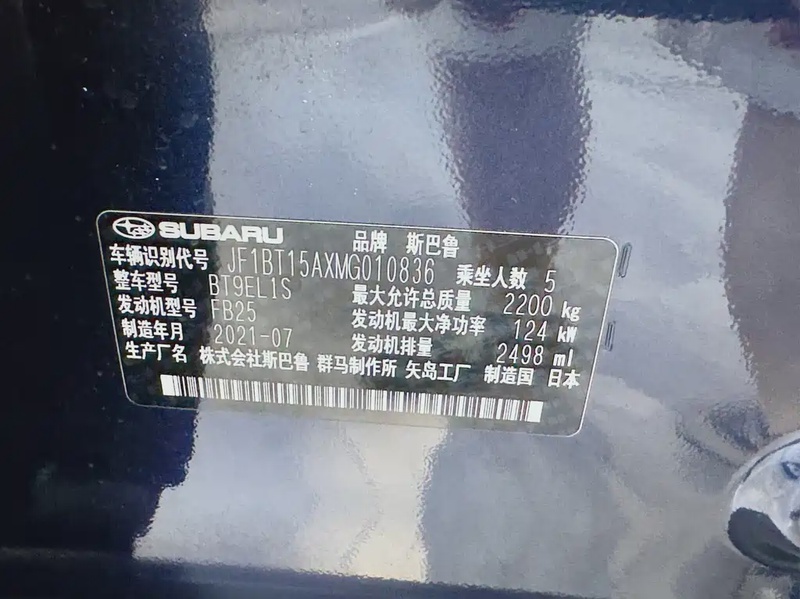 SUBARU 品牌 斯巴鲁
车辆识别代号 JF1BT15AXMG010836 乘坐人数 5
整车型号 BT9EL1S 最大允许总质量 2200 kg
发动机型号 FB25 发动机最大净功率 124 kW
制造年月 2021-07 发动机排量 2498 ml
生产厂名 株式会社斯巴鲁 群马制作所 矢岛工厂 制造国 日本